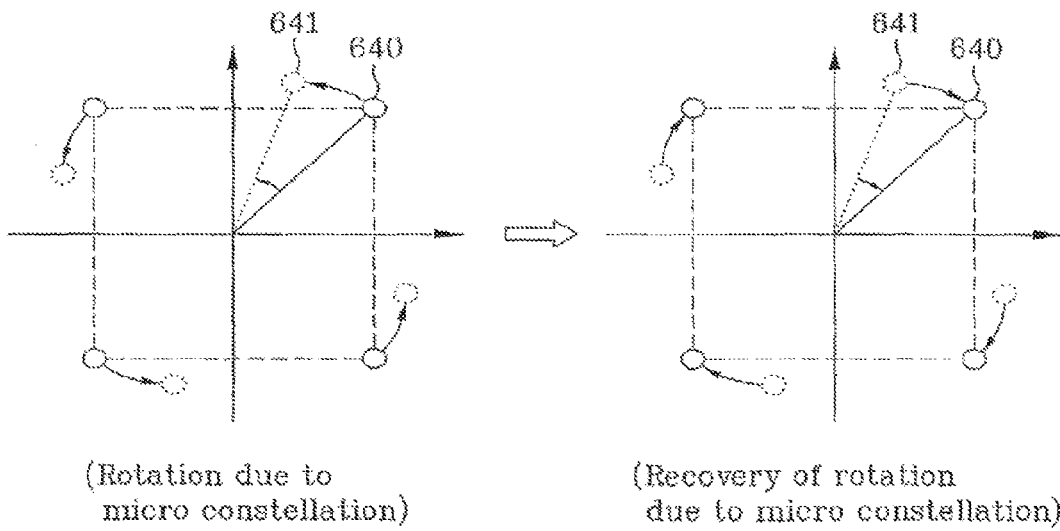 641
640
641
640
(Rotation due to
micro constellation)
(Recovery of rotation
due to micro constellation)